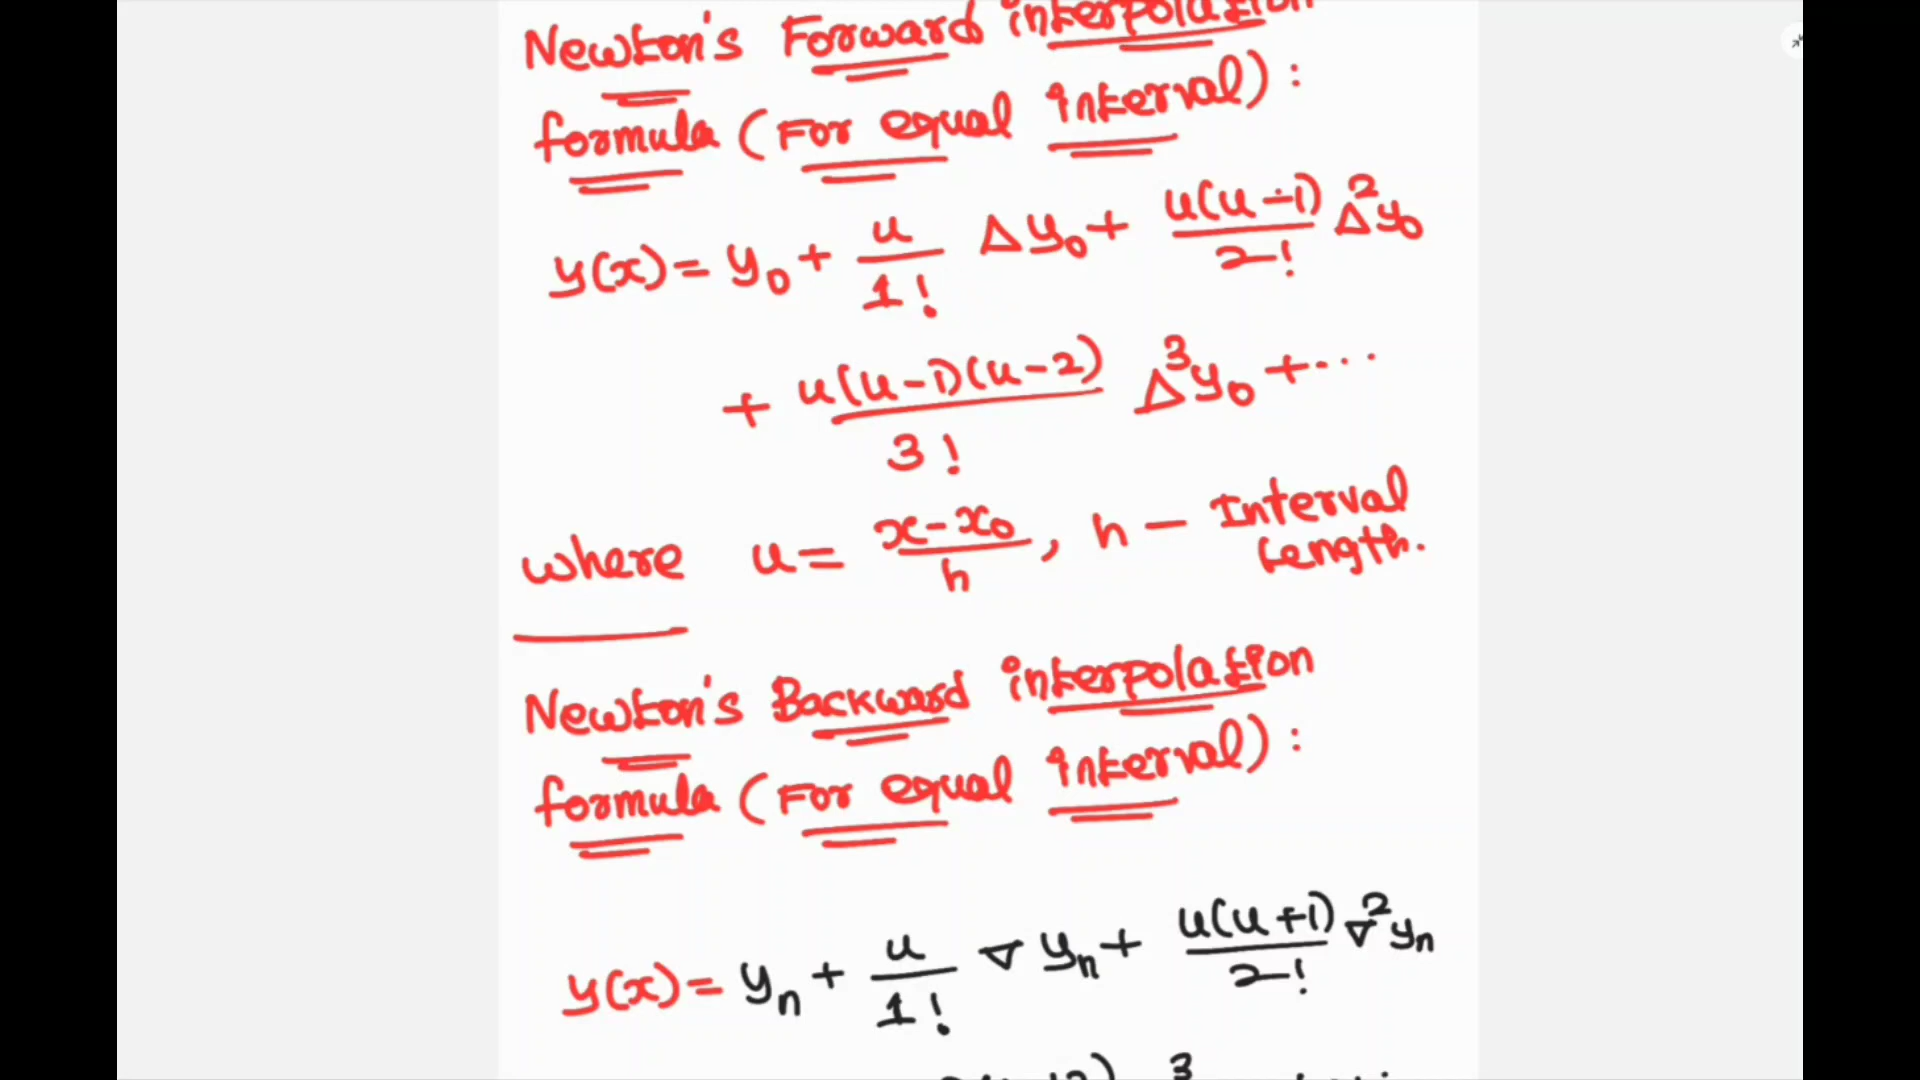 Newton's Forward interpolation
formula (For equal interval):
y(x) = y₀ + u/1! Δy₀ + u(u-1)/2! Δ²y₀
+ u(u-1)(u-2)/3! Δ³y₀ + ...
where u = x-x₀/h, h - Interval
Length.
Newton's Backward interpolation
formula (For equal interval):
y(x) = yₙ + u/1! ∇yₙ + u(u+1)/2! ∇²yₙ